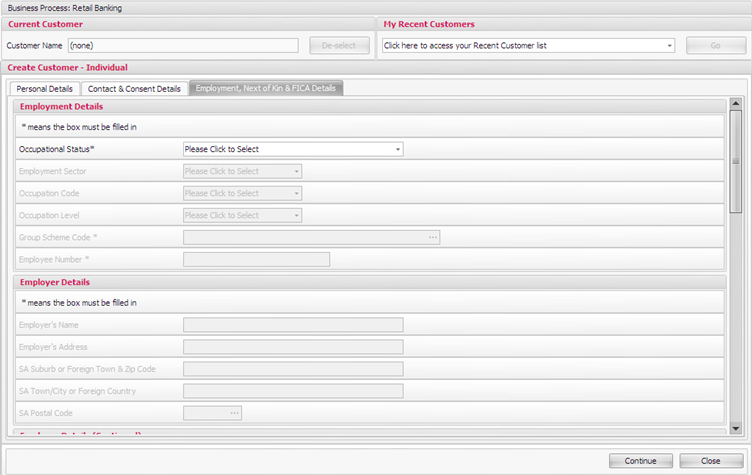 Business Process: Retail Banking
Current Customer
My Recent Customers
Customer Name (none) De-select
Click here to access your Recent Customer list Go
Create Customer - Individual
Personal Details Contact & Consent Details Employment, Next of Kin & FICA Details
Employment Details
* means the box must be filled in
Occupational Status* Please Click to Select
Employment Sector Please Click to Select
Occupation Code Please Click to Select
Occupation Level Please Click to Select
Group Scheme Code * ...
Employee Number *
Employer Details
* means the box must be filled in
Employer's Name
Employer's Address
SA Suburb or Foreign Town & Zip Code
SA Town/City or Foreign Country
SA Postal Code ...
Continue Close